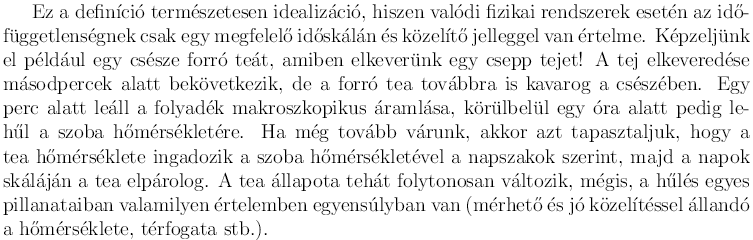 Ez a definíció természetesen idealizáció, hiszen valódi fizikai rendszerek esetén az idő-
függetlenségnek csak egy megfelelő időskálán és közelítő jelleggel van értelme. Képzeljünk
el például egy csésze forró teát, amiben elkeverünk egy csepp tejet! A tej elkeveredése
másodpercek alatt bekövetkezik, de a forró tea továbbra is kavarog a csészében. Egy
perc alatt leáll a folyadék makroszkopikus áramlása, körülbelül egy óra alatt pedig le-
hűl a szoba hőmérsékletére. Ha még tovább várunk, akkor azt tapasztaljuk, hogy a
tea hőmérséklete ingadozik a szoba hőmérsékletével a napszakok szerint, majd a napok
skáláján a tea elpárolog. A tea állapota tehát folytonosan változik, mégis, a hűlés egyes
pillanataiban valamilyen értelemben egyensúlyban van (mérhető és jó közelítéssel állandó
a hőmérséklete, térfogata stb.).